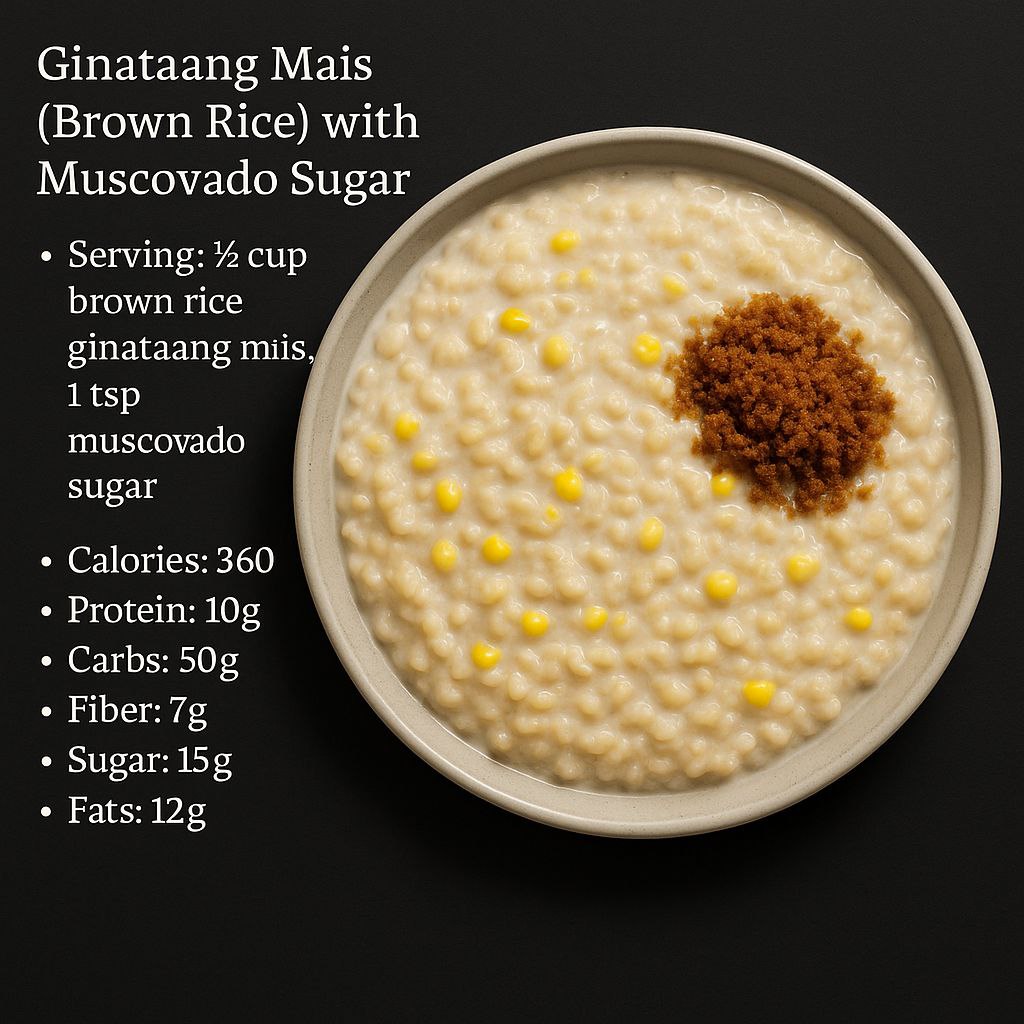 Ginataang Mais
(Brown Rice) with
Muscovado Sugar
• Serving: ½ cup
brown rice
ginataang miis,
1 tsp
muscovado
sugar
• Calories: 360
• Protein: 10g
• Carbs: 50g
• Fiber: 7g
• Sugar: 15g
• Fats: 12g